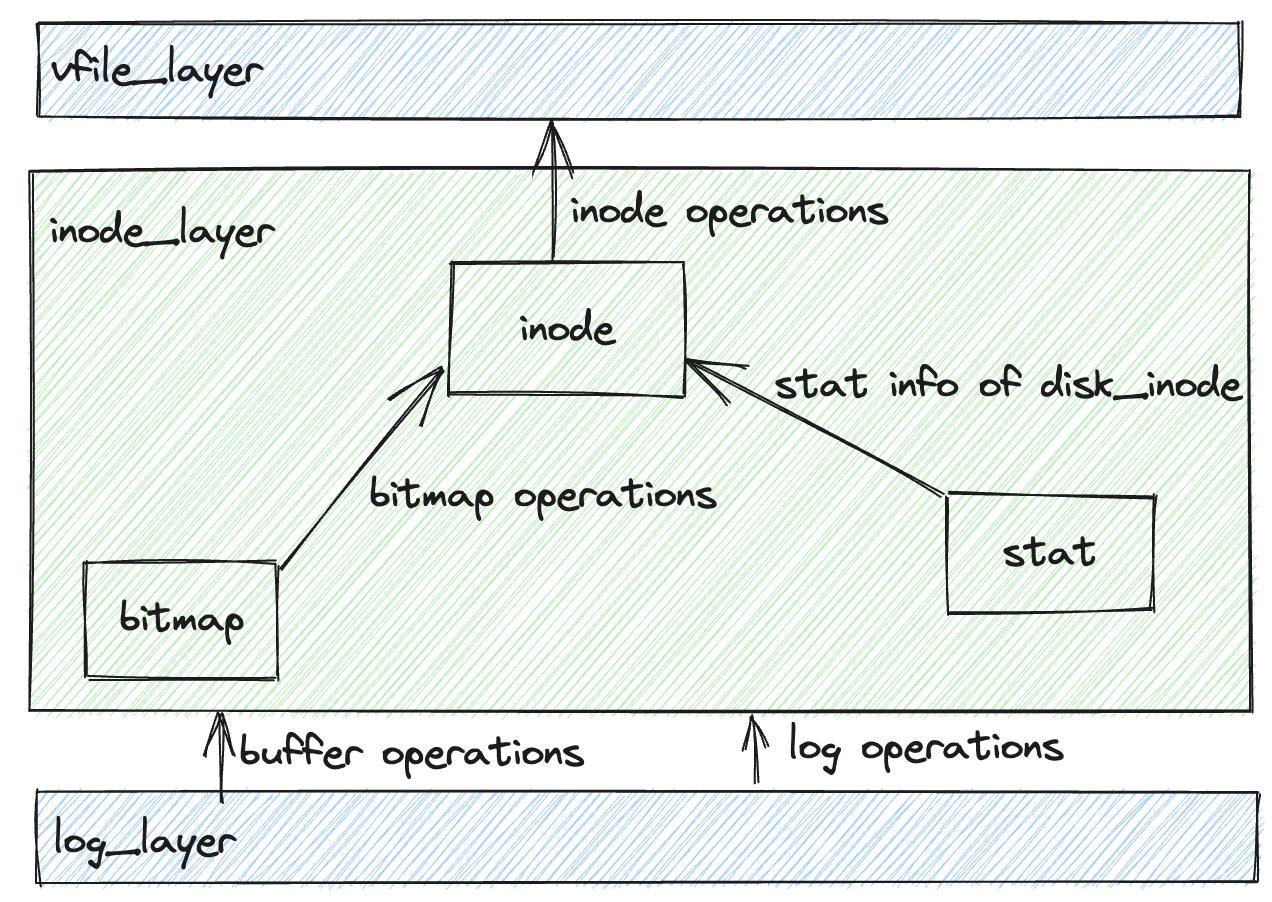 vfile_layer
inode_layer
inode operations
inode
stat info of disk_inode
bitmap operations
stat
bitmap
buffer operations
log operations
log_layer